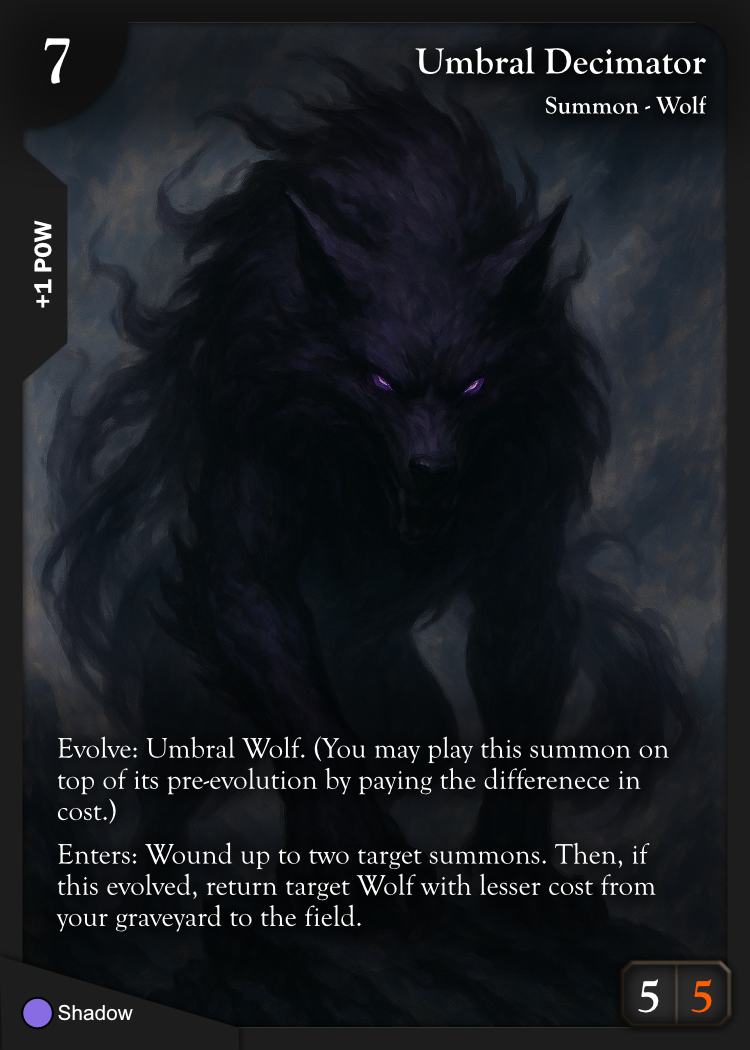 7
Umbral Decimator
Summon - Wolf
+1 POW
Evolve: Umbral Wolf. (You may play this summon on
top of its pre-evolution by paying the differenece in
cost.)
Enters: Wound up to two target summons. Then, if
this evolved, return target Wolf with lesser cost from
your graveyard to the field.
Shadow
5 5